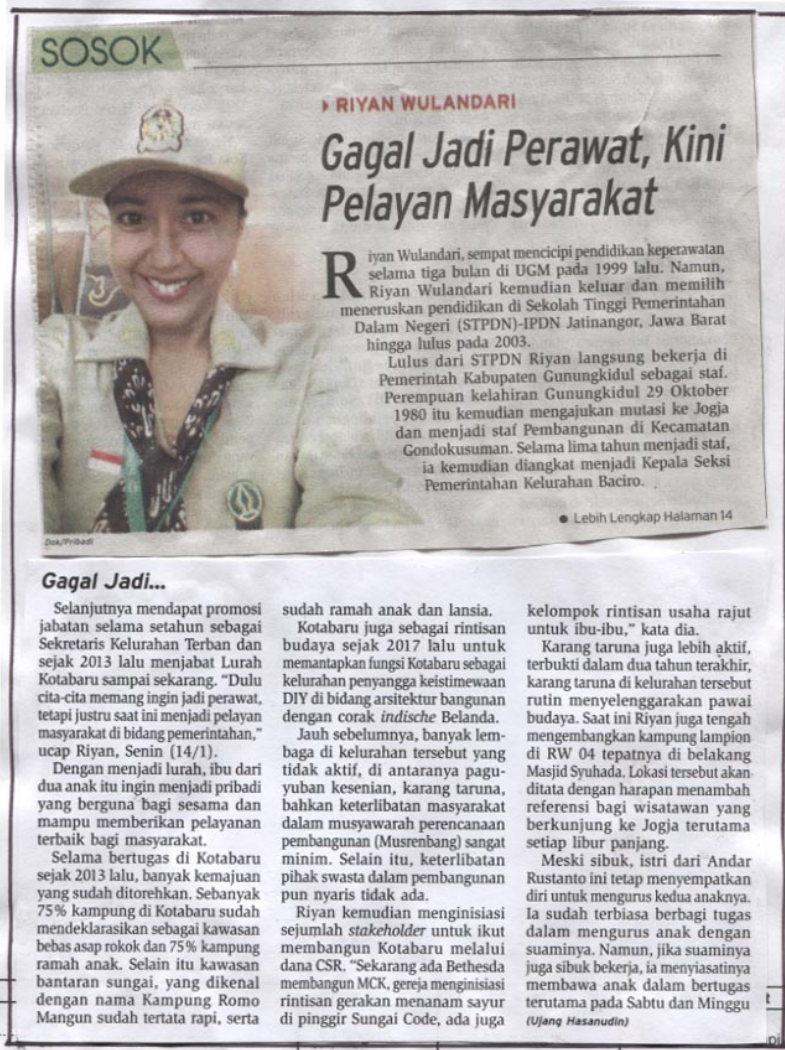 SOSOK
RIYAN WULANDARI
Gagal Jadi Perawat, Kini
Pelayan Masyarakat
Riyan Wulandari, sempat mencicipi pendidikan keperawatan
selama tiga bulan di UGM pada 1999 lalu. Namun,
Riyan Wulandari kemudian keluar dan memilih
meneruskan pendidikan di Sekolah Tinggi Pemerintahan
Dalam Negeri (STPDN)-IPDN Jatinangor, Jawa Barat
hingga lulus pada 2003.
Lulus dari STPDN Riyan langsung bekerja di
Pemerintah Kabupaten Gunungkidul sebagai staf.
Perempuan kelahiran Gunungkidul 29 Oktober
1980 itu kemudian mengajukan mutasi ke Jogja
dan menjadi staf Pembangunan di Kecamatan
Gondokusuman. Selama lima tahun menjadi staf,
ia kemudian diangkat menjadi Kepala Seksi
Pemerintahan Kelurahan Baciro.
● Lebih Lengkap Halaman 14
Dok/Pribadi
Gagal Jadi...
Selanjutnya mendapat promosi
jabatan selama setahun sebagai
Sekretaris Kelurahan Terban dan
sejak 2013 lalu menjabat Lurah
Kotabaru sampai sekarang. “Dulu
cita-cita memang ingin jadi perawat,
tetapi justru saat ini menjadi pelayan
masyarakat di bidang pemerintahan,”
ucap Riyan, Senin (14/1).
Dengan menjadi lurah, ibu dari
dua anak itu ingin menjadi pribadi
yang berguna bagi sesama dan
mampu memberikan pelayanan
terbaik bagi masyarakat.
Selama bertugas di Kotabaru
sejak 2013 lalu, banyak kemajuan
yang sudah ditorehkan. Sebanyak
75% kampung di Kotabaru sudah
mendeklarasikan sebagai kawasan
bebas asap rokok dan 75% kampung
ramah anak. Selain itu kawasan
bantaran sungai, yang dikenal
dengan nama Kampung Romo
Mangun sudah tertata rapi, serta
sudah ramah anak dan lansia.
Kotabaru juga sebagai rintisan
budaya sejak 2017 lalu untuk
memantapkan fungsi Kotabaru sebagai
kelurahan penyangga keistimewaan
DIY di bidang arsitektur bangunan
dengan corak indische Belanda.
Jauh sebelumnya, banyak lem-
baga di kelurahan tersebut yang
tidak aktif, di antaranya pagu-
yuban kesenian, karang taruna,
bahkan keterlibatan masyarakat
dalam musyawarah perencanaan
pembangunan (Musrenbang) sangat
minim. Selain itu, keterlibatan
pihak swasta dalam pembangunan
pun nyaris tidak ada.
Riyan kemudian menginisiasi
sejumlah stakeholder untuk ikut
membangun Kotabaru melalui
dana CSR. “Sekarang ada Bethesda
membangun MCK, gereja menginisiasi
rintisan gerakan menanam sayur
di pinggir Sungai Code, ada juga
kelompok rintisan usaha rajut
untuk ibu-ibu,” kata dia.
Karang taruna juga lebih aktif,
terbukti dalam dua tahun terakhir,
karang taruna di kelurahan tersebut
rutin menyelenggarakan pawai
budaya. Saat ini Riyan juga tengah
mengembangkan kampung lampion
di RW 04 tepatnya di belakang
Masjid Syuhada. Lokasi tersebut akan
ditata dengan harapan menambah
referensi bagi wisatawan yang
berkunjung ke Jogja terutama
setiap libur panjang.
Meski sibuk, istri dari Andar
Rustanto ini tetap menyempatkan
diri untuk mengurus kedua anaknya.
Ia sudah terbiasa berbagi tugas
dalam mengurus anak dengan
suaminya. Namun, jika suaminya
juga sibuk bekerja, ia menyiasatinya
membawa anak dalam bertugas
terutama pada Sabtu dan Minggu
(Ujang Hasanudin)